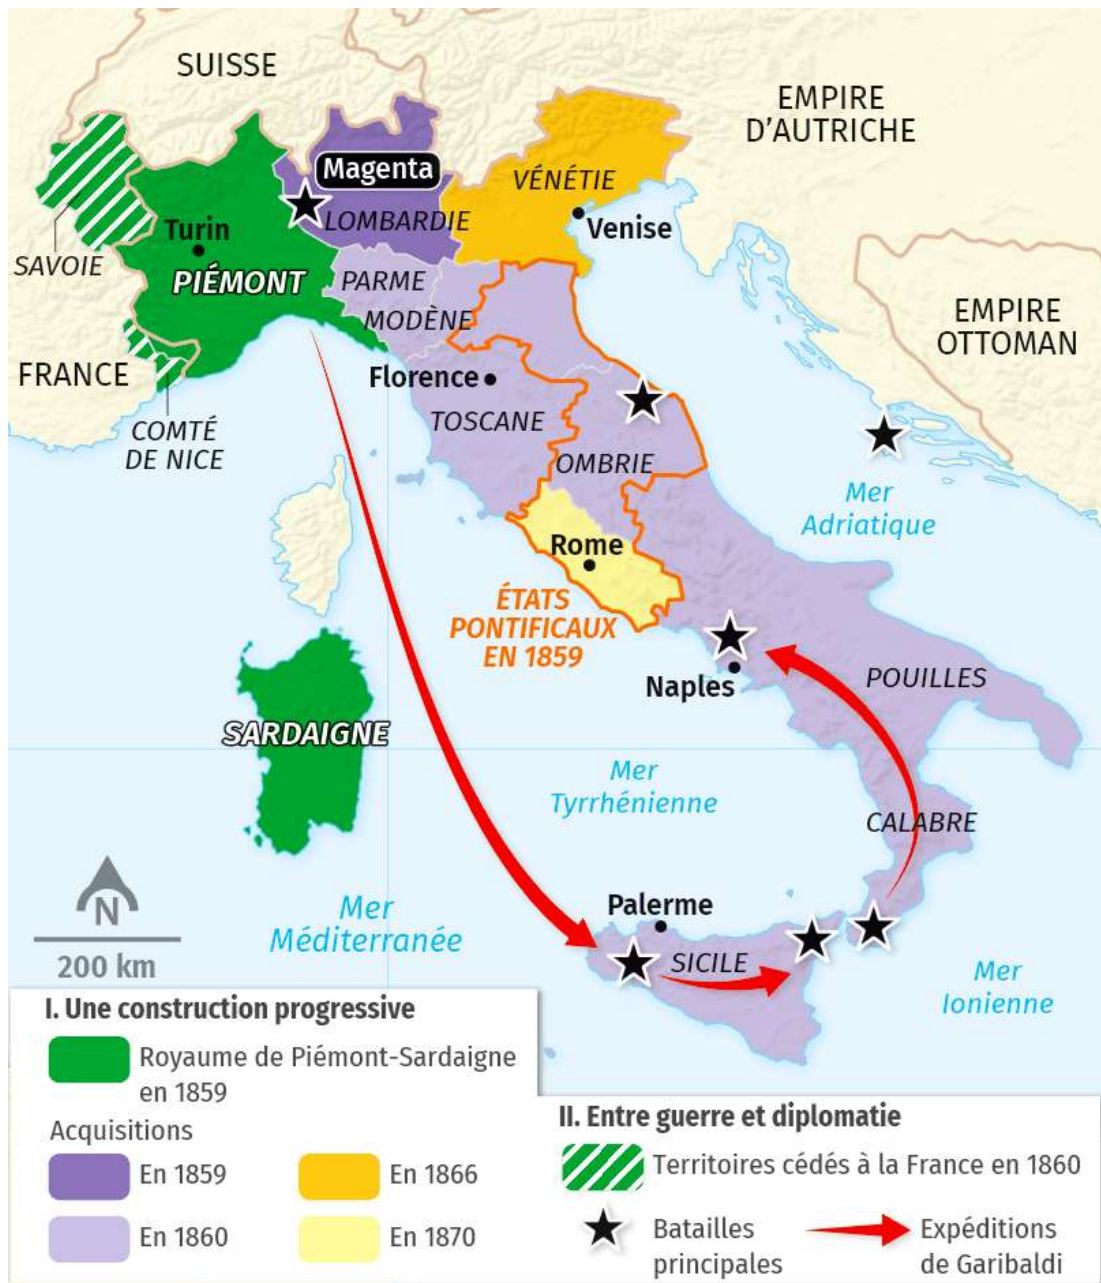 SUISSE
EMPIRE
D'AUTRICHE
Magenta
VÉNÉTIE
LOMBARDIE
Venise
Turin
SAVOIE
PIÉMONT
PARME
MODÈNE
EMPIRE
OTTOMAN
FRANCE
Florence
TOSCANE
COMTÉ
DE NICE
OMBRIE
Mer
Adriatique
Rome
ÉTATS
PONTIFICAUX
EN 1859
POUILLES
Naples
SARDAIGNE
Mer
Tyrrhénienne
CALABRE
N
200 km
Mer
Méditerranée
Palerme
SICILE
Mer
Ionienne
I. Une construction progressive
Royaume de Piémont-Sardaigne
en 1859
Acquisitions
En 1859
En 1866
En 1860
En 1870
II. Entre guerre et diplomatie
Territoires cédés à la France en 1860
Batailles
principales
Expéditions
de Garibaldi